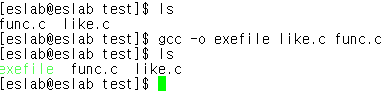 [eslab@eslab test]$ ls
func.c  like.c
[eslab@eslab test]$ gcc -o exefile like.c func.c
[eslab@eslab test]$ ls
exefile  func.c  like.c
[eslab@eslab test]$